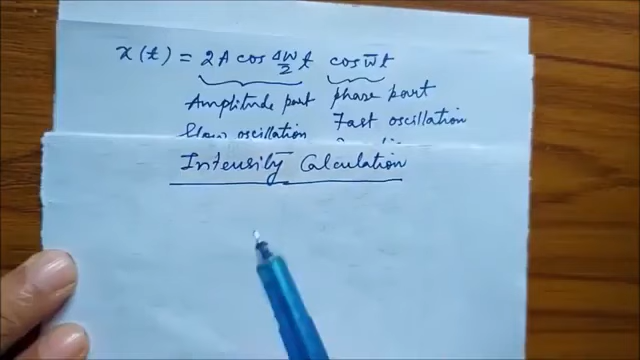 x(t) = 2A cos Δω/2 t cos ω̅t
Amplitude part phase part
Slow oscillation Fast oscillation
Intensity Calculation